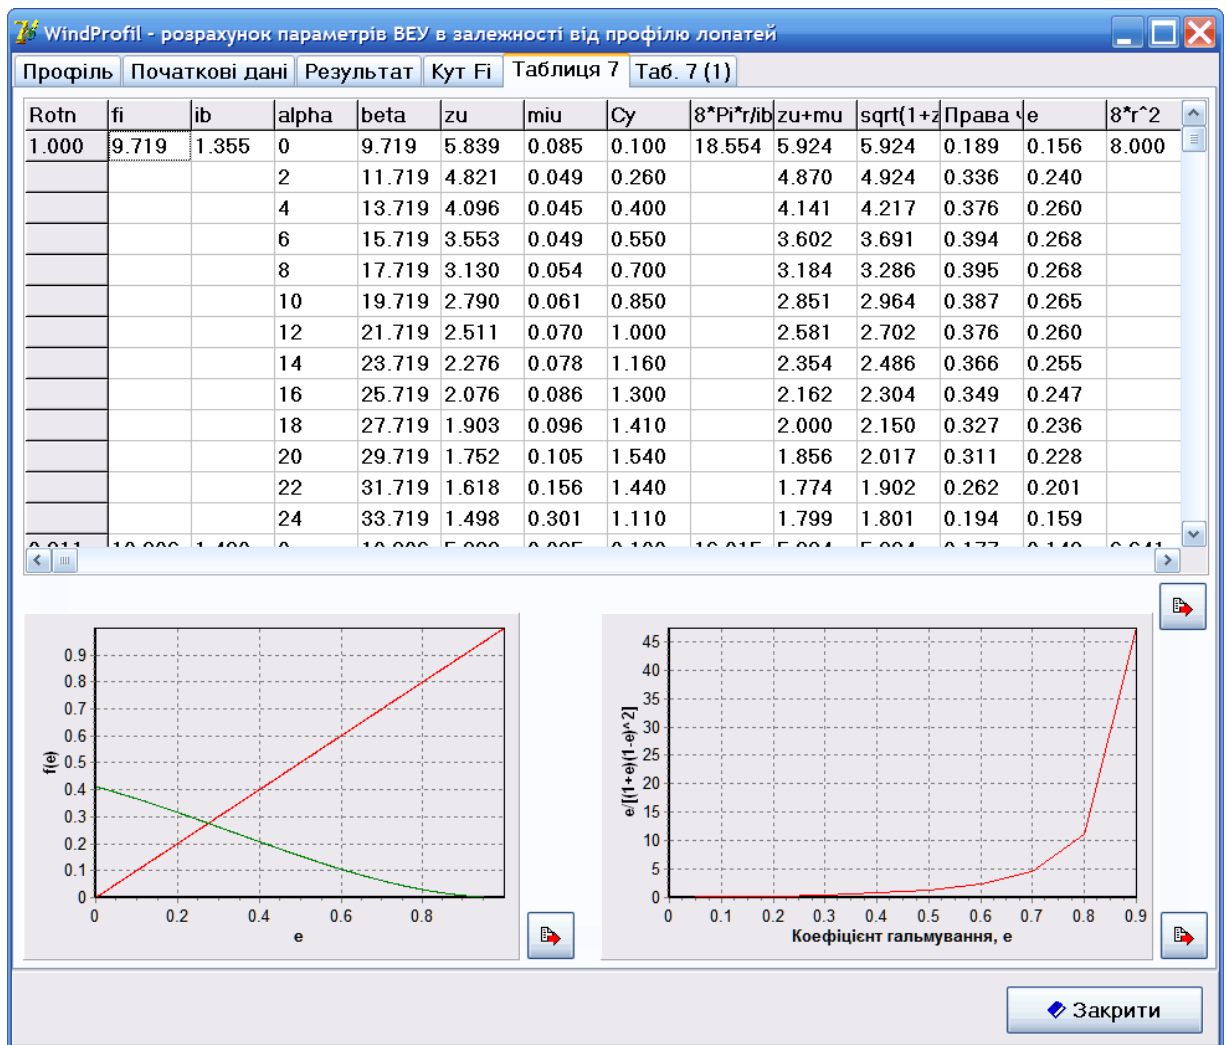 WindProfil - розрахунок параметрів ВЕУ в залежності від профілю лопатей
Профіль Початкові дані Результат Кут Fi Таблиця 7 Таб. 7 (1)
Rotn fi ib alpha beta zu miu Cy 8*Pi*r/ib zu+mu sqrt(1+z Права ч e 8*r^2
1.000 9.719 1.355 0 9.719 5.839 0.085 0.100 18.554 5.924 5.924 0.189 0.156 8.000
2 11.719 4.821 0.049 0.260 4.870 4.924 0.336 0.240
4 13.719 4.096 0.045 0.400 4.141 4.217 0.376 0.260
6 15.719 3.553 0.049 0.550 3.602 3.691 0.394 0.268
8 17.719 3.130 0.054 0.700 3.184 3.286 0.395 0.268
10 19.719 2.790 0.061 0.850 2.851 2.964 0.387 0.265
12 21.719 2.511 0.070 1.000 2.581 2.702 0.376 0.260
14 23.719 2.276 0.078 1.160 2.354 2.486 0.366 0.255
16 25.719 2.076 0.086 1.300 2.162 2.304 0.349 0.247
18 27.719 1.903 0.096 1.410 2.000 2.150 0.327 0.236
20 29.719 1.752 0.105 1.540 1.856 2.017 0.311 0.228
22 31.719 1.618 0.156 1.440 1.774 1.902 0.262 0.201
24 33.719 1.498 0.301 1.110 1.799 1.801 0.194 0.159
f(e)
0.9
0.8
0.7
0.6
0.5
0.4
0.3
0.2
0.1
0
0 0.2 0.4 0.6 0.8
e
e/[(1+e)(1-e)^2]
45
40
35
30
25
20
15
10
5
0
0 0.1 0.2 0.3 0.4 0.5 0.6 0.7 0.8 0.9
Коефіцієнт гальмування, e
Закрити